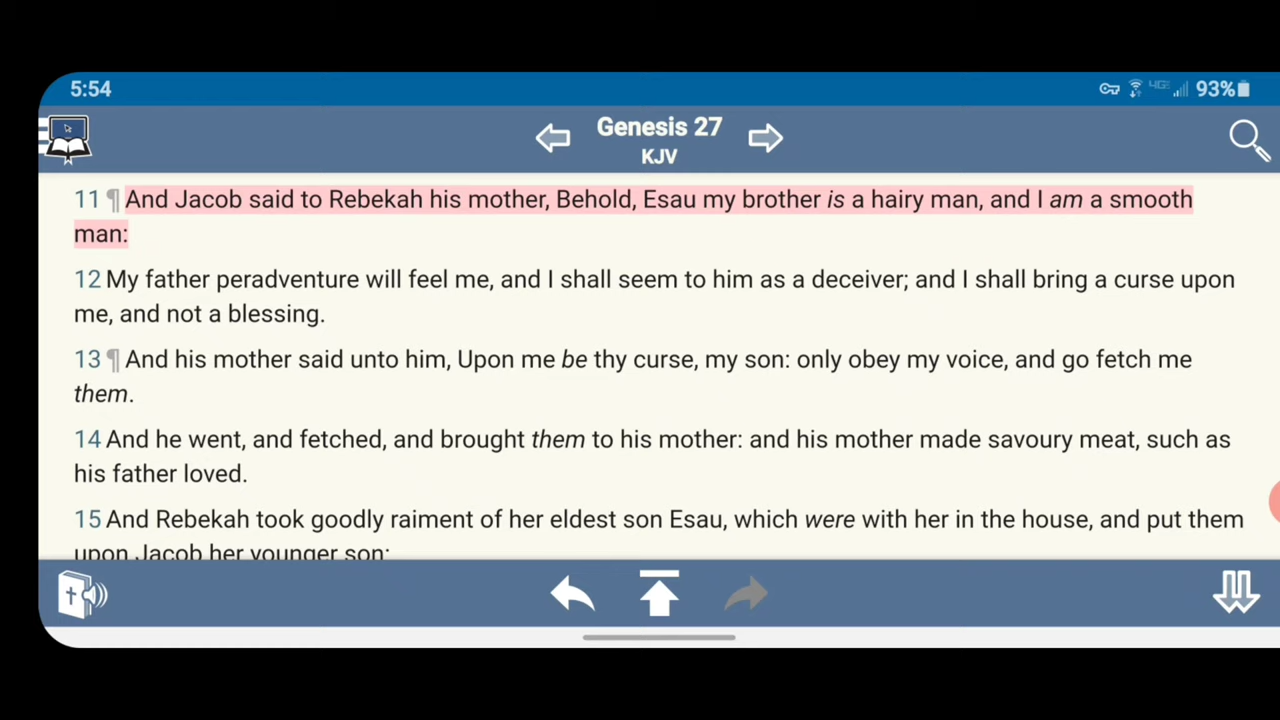 5:54
4GE
93%
Genesis 27
KJV
11 ¶ And Jacob said to Rebekah his mother, Behold, Esau my brother is a hairy man, and I am a smooth
man:
12 My father peradventure will feel me, and I shall seem to him as a deceiver; and I shall bring a curse upon
me, and not a blessing.
13 ¶ And his mother said unto him, Upon me be thy curse, my son: only obey my voice, and go fetch me
them.
14 And he went, and fetched, and brought them to his mother: and his mother made savoury meat, such as
his father loved.
15 And Rebekah took goodly raiment of her eldest son Esau, which were with her in the house, and put them
upon Jacob her younger son: